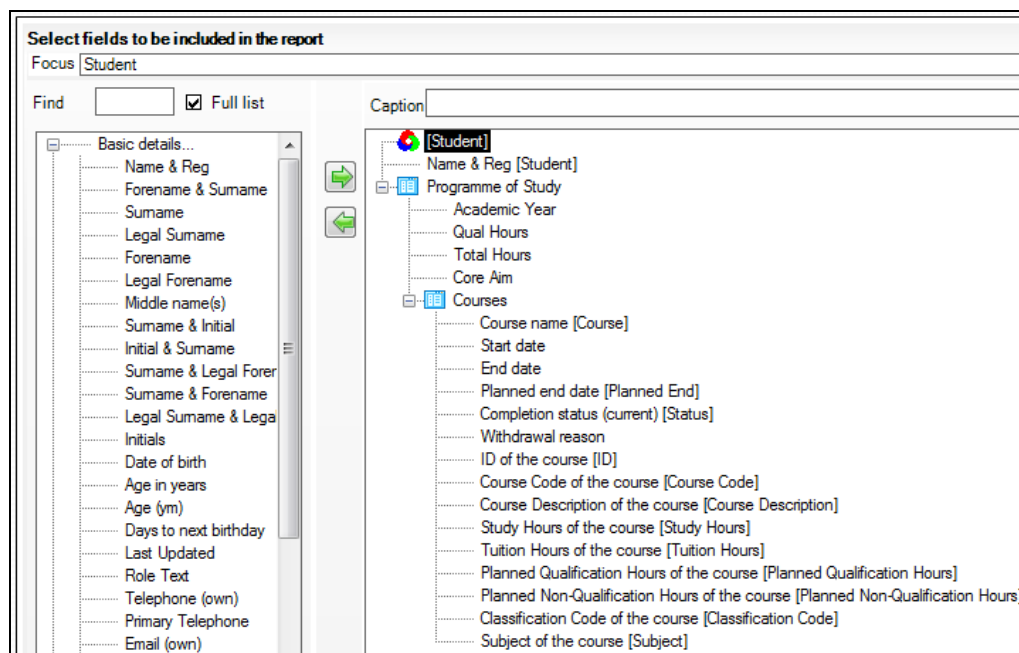 Select fields to be included in the report
Focus Student
Find Full list
Caption
Basic details...
Name & Reg
Forename & Surname
Surname
Legal Surname
Forename
Legal Forename
Middle name(s)
Surname & Initial
Initial & Surname
Surname & Legal Forer
Surname & Forename
Legal Surname & Lega
Initials
Date of birth
Age in years
Age (ym)
Days to next birthday
Last Updated
Role Text
Telephone (own)
Primary Telephone
Email (own)
[Student]
Name & Reg [Student]
Programme of Study
Academic Year
Qual Hours
Total Hours
Core Aim
Courses
Course name [Course]
Start date
End date
Planned end date [Planned End]
Completion status (current) [Status]
Withdrawal reason
ID of the course [ID]
Course Code of the course [Course Code]
Course Description of the course [Course Description]
Study Hours of the course [Study Hours]
Tuition Hours of the course [Tuition Hours]
Planned Qualification Hours of the course [Planned Qualification Hours]
Planned Non-Qualification Hours of the course [Planned Non-Qualification Hours]
Classification Code of the course [Classification Code]
Subject of the course [Subject]